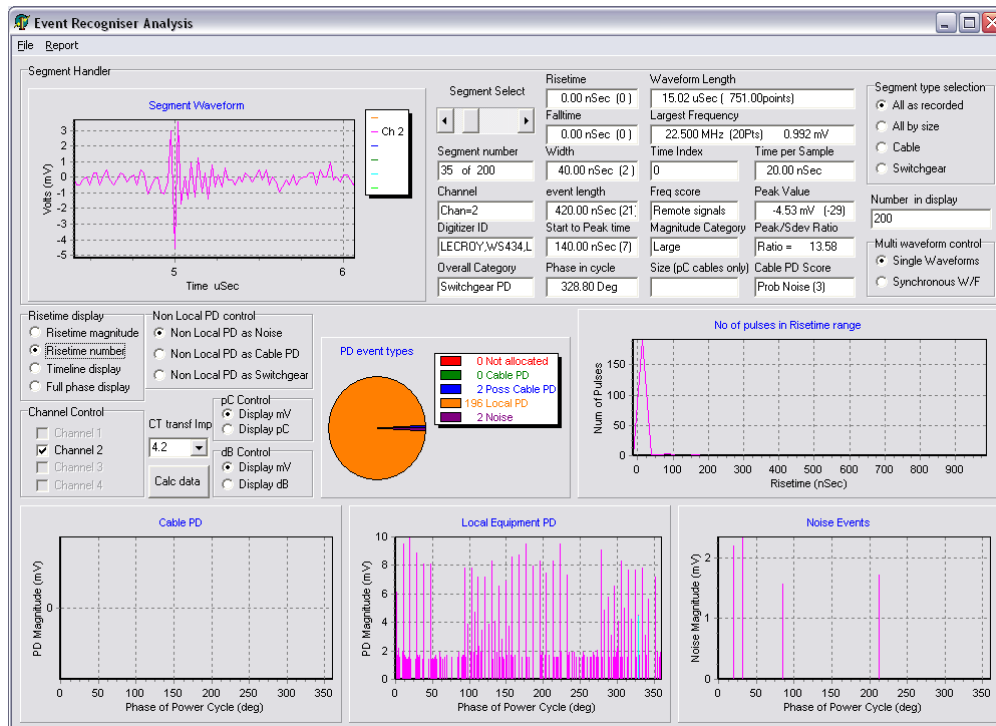 Event Recogniser Analysis
File Report
Segment Handler
Segment Waveform
Volts (mV)
3
2
1
0
-1
-2
-3
-4
-5
5
6
Time uSec
Ch 2
Segment Select
Segment number
35 of 200
Channel
Chan=2
Digitizer ID
LECROY,WS434,L
Overall Category
Switchgear PD
Risetime
0.00 nSec (0 )
Falltime
0.00 nSec (0 )
Width
40.00 nSec (2 )
event length
420.00 nSec (21
Start to Peak time
140.00 nSec (7)
Phase in cycle
328.80 Deg
Waveform Length
15.02 uSec ( 751.00points)
Largest Frequency
22.500 MHz (20Pts) 0.992 mV
Time Index
0
Time per Sample
20.00 nSec
Freq score
Remote signals
Peak Value
-4.53 mV (-29)
Magnitude Category
Large
Peak/Sdev Ratio
Ratio = 13.58
Size (pC cables only)
Cable PD Score
Prob Noise (3)
Segment type selection
All as recorded
All by size
Cable
Switchgear
Number in display
200
Multi waveform control
Single Waveforms
Synchronous W/F
Risetime display
Risetime magnitude
Risetime number
Timeline display
Full phase display
Non Local PD control
Non Local PD as Noise
Non Local PD as Cable PD
Non Local PD as Switchgear
Channel Control
Channel 1
Channel 2
Channel 3
Channel 4
CT transf Imp
4.2
Calc data
pC Control
Display mV
Display pC
dB Control
Display mV
Display dB
PD event types
0 Not allocated
0 Cable PD
2 Poss Cable PD
196 Local PD
2 Noise
No of pulses in Risetime range
Num of Pulses
150
100
50
0
0 100 200 300 400 500 600 700 800 900
Risetime (nSec)
Cable PD
PD Magnitude (mV)
0
0 50 100 150 200 250 300 350
Phase of Power Cycle (deg)
Local Equipment PD
PD Magnitude (mV)
10
8
6
4
2
0
0 50 100 150 200 250 300 350
Phase of Power Cycle (deg)
Noise Events
Noise Magnitude (mV)
2
1
0
0 50 100 150 200 250 300 350
Phase of Power Cycle (deg)